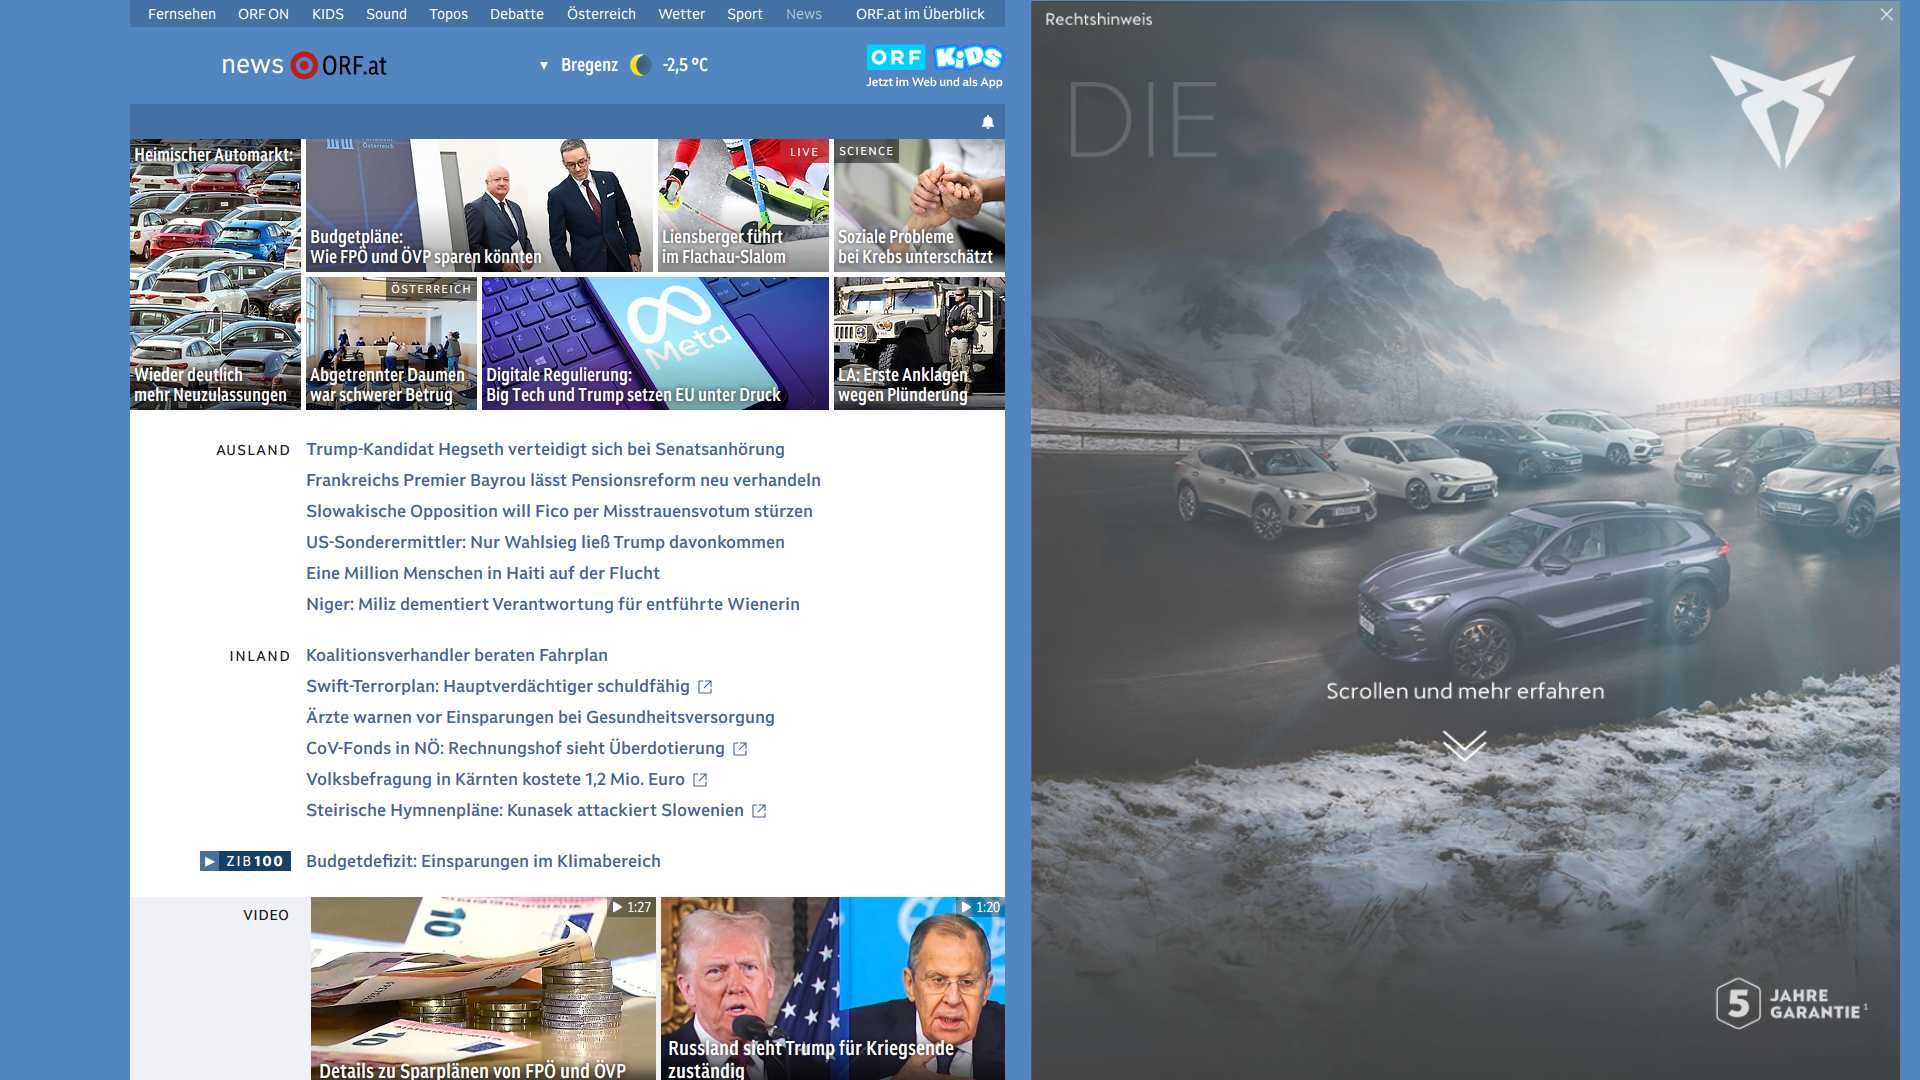 Fernsehen ORF ON KIDS Sound Topos Debatte Österreich Wetter Sport News ORF.at im Überblick
news ORF.at
▼ Bregenz -2,5 °C
ORF KiDS
Jetzt im Web und als App
Heimischer Automarkt:
Wieder deutlich
mehr Neuzulassungen
Budgetpläne:
Wie FPÖ und ÖVP sparen könnten
LIVE
Liensberger führt
im Flachau-Slalom
SCIENCE
Soziale Probleme
bei Krebs unterschätzt
ÖSTERREICH
Abgetrennter Daumen
war schwerer Betrug
Meta
Digitale Regulierung:
Big Tech und Trump setzen EU unter Druck
LA: Erste Anklagen
wegen Plünderung
AUSLAND
Trump-Kandidat Hegseth verteidigt sich bei Senatsanhörung
Frankreichs Premier Bayrou lässt Pensionsreform neu verhandeln
Slowakische Opposition will Fico per Misstrauensvotum stürzen
US-Sonderermittler: Nur Wahlsieg ließ Trump davonkommen
Eine Million Menschen in Haiti auf der Flucht
Niger: Miliz dementiert Verantwortung für entführte Wienerin
INLAND
Koalitionsverhandler beraten Fahrplan
Swift-Terrorplan: Hauptverdächtiger schuldfähig
Ärzte warnen vor Einsparungen bei Gesundheitsversorgung
CoV-Fonds in NÖ: Rechnungshof sieht Überdotierung
Volksbefragung in Kärnten kostete 1,2 Mio. Euro
Steirische Hymnenpläne: Kunasek attackiert Slowenien
ZIB100
Budgetdefizit: Einsparungen im Klimabereich
VIDEO
1:27
10
10
Details zu Sparplänen von FPÖ und ÖVP
1:20
Russland sieht Trump für Kriegsende
zuständig
Rechtshinweis
DIE
Scrollen und mehr erfahren
5 JAHRE
GARANTIE¹